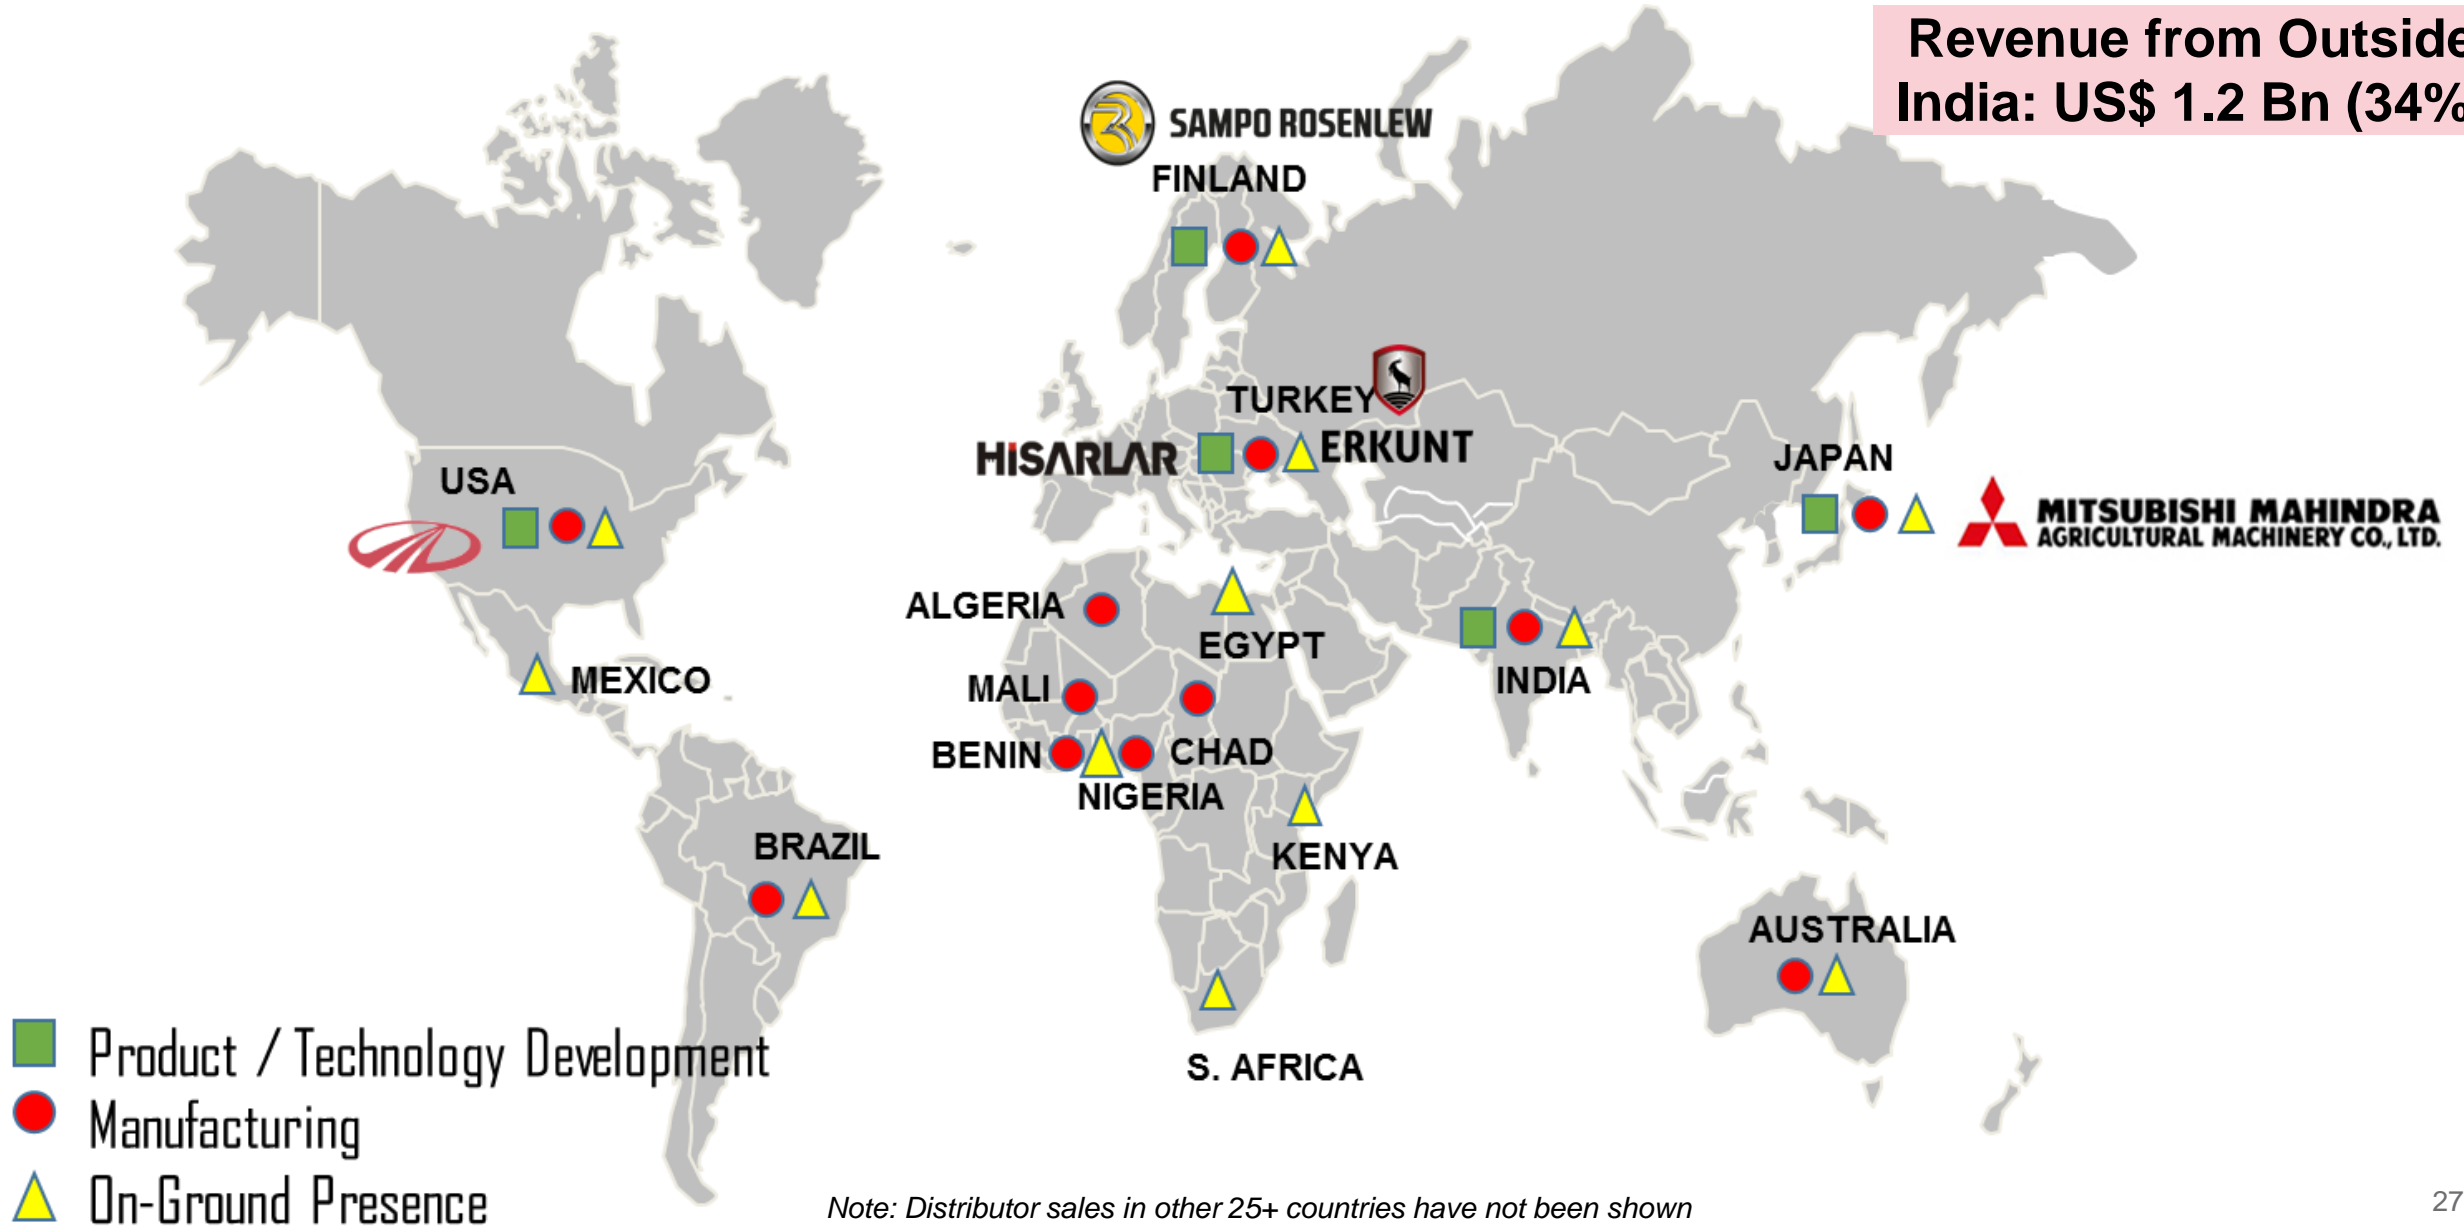 Revenue from Outside
India: US$ 1.2 Bn (34%
SAMPO ROSENLEW
FINLAND
TURKEY
HiSARLAR
ERKUNT
USA
JAPAN
MITSUBISHI MAHINDRA
AGRICULTURAL MACHINERY CO., LTD.
ALGERIA
EGYPT
MEXICO
MALI
INDIA
BENIN
CHAD
NIGERIA
BRAZIL
KENYA
AUSTRALIA
S. AFRICA
Product / Technology Development
Manufacturing
On-Ground Presence
Note: Distributor sales in other 25+ countries have not been shown
27